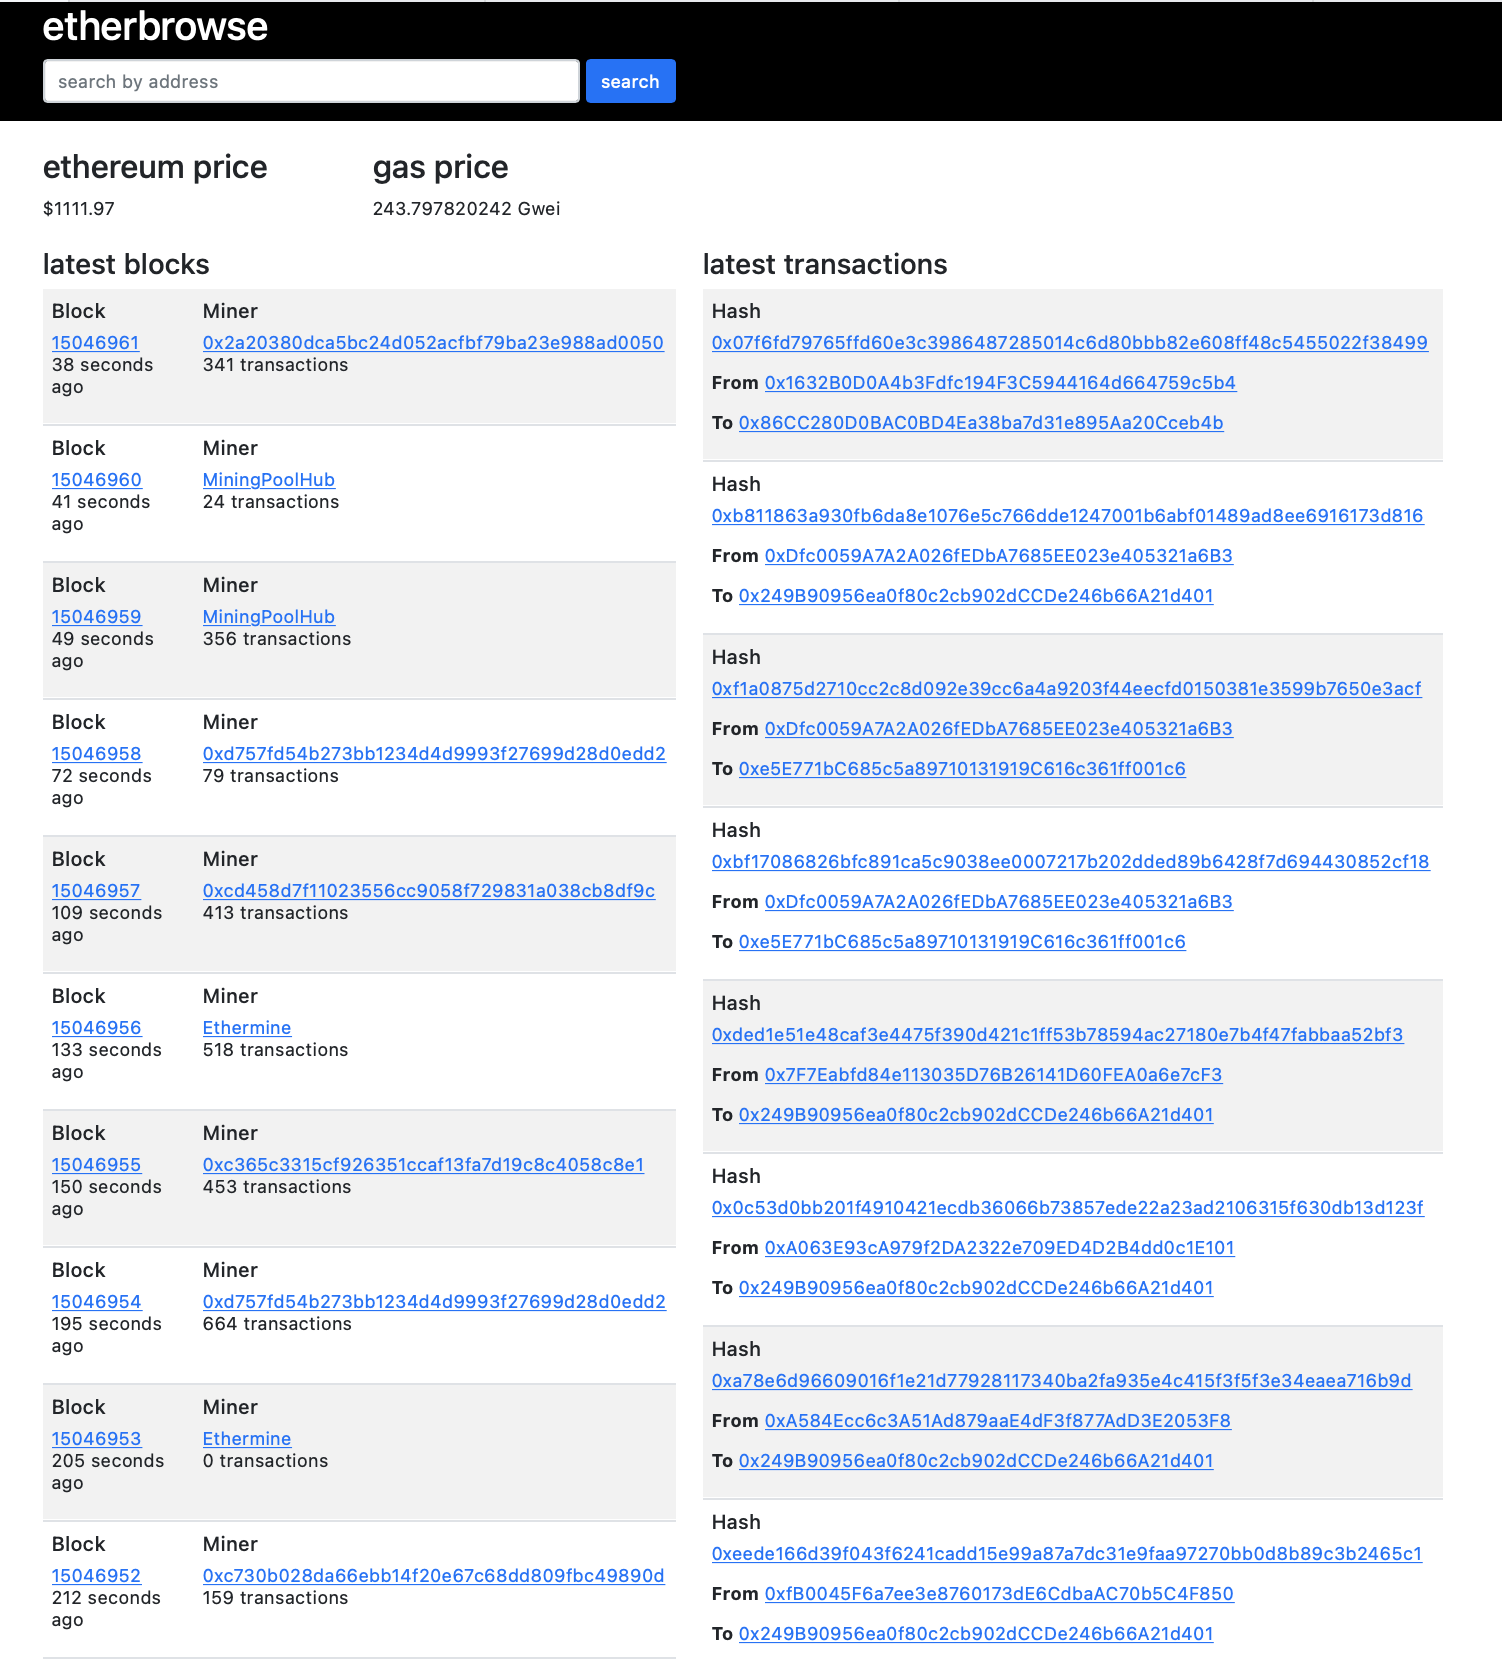 etherbrowse
search by address
search
ethereum price
$1111.97
gas price
243.797820242 Gwei
latest blocks
Block
Miner
15046961
0x2a20380dca5bc24d052acfbf79ba23e988ad0050
38 seconds
341 transactions
ago
Block
Miner
15046960
MiningPoolHub
41 seconds
24 transactions
ago
Block
Miner
15046959
MiningPoolHub
49 seconds
356 transactions
ago
Block
Miner
15046958
0xd757fd54b273bb1234d4d9993f27699d28d0edd2
72 seconds
79 transactions
ago
Block
Miner
15046957
0xcd458d7f11023556cc9058f729831a038cb8df9c
109 seconds
413 transactions
ago
Block
Miner
15046956
Ethermine
133 seconds
518 transactions
ago
Block
Miner
15046955
0xc365c3315cf926351ccaf13fa7d19c8c4058c8e1
150 seconds
453 transactions
ago
Block
Miner
15046954
0xd757fd54b273bb1234d4d9993f27699d28d0edd2
195 seconds
664 transactions
ago
Block
Miner
15046953
Ethermine
205 seconds
0 transactions
ago
Block
Miner
15046952
0xc730b028da66ebb14f20e67c68dd809fbc49890d
212 seconds
159 transactions
ago
latest transactions
Hash
0x07f6fd79765ffd60e3c3986487285014c6d80bbb82e608ff48c5455022f38499
From 0x1632B0D0A4b3Fdfc194F3C5944164d664759c5b4
To 0x86CC280D0BAC0BD4Ea38ba7d31e895Aa20Cceb4b
Hash
0xb811863a930fb6da8e1076e5c766dde1247001b6abf01489ad8ee6916173d816
From 0xDfc0059A7A2A026fEDbA7685EE023e405321a6B3
To 0x249B90956ea0f80c2cb902dCCDe246b66A21d401
Hash
0xf1a0875d2710cc2c8d092e39cc6a4a9203f44eecfd0150381e3599b7650e3acf
From 0xDfc0059A7A2A026fEDbA7685EE023e405321a6B3
To 0xe5E771bC685c5a89710131919C616c361ff001c6
Hash
0xbf17086826bfc891ca5c9038ee0007217b202dded89b6428f7d694430852cf18
From 0xDfc0059A7A2A026fEDbA7685EE023e405321a6B3
To 0xe5E771bC685c5a89710131919C616c361ff001c6
Hash
0xded1e51e48caf3e4475f390d421c1ff53b78594ac27180e7b4f47fabbaa52bf3
From 0x7F7Eabfd84e113035D76B26141D60FEA0a6e7cF3
To 0x249B90956ea0f80c2cb902dCCDe246b66A21d401
Hash
0x0c53d0bb201f4910421ecdb36066b73857ede22a23ad2106315f630db13d123f
From 0xA063E93cA979f2DA2322e709ED4D2B4dd0c1E101
To 0x249B90956ea0f80c2cb902dCCDe246b66A21d401
Hash
0xa78e6d96609016f1e21d77928117340ba2fa935e4c415f3f5f3e34eaea716b9d
From 0xA584Ecc6c3A51Ad879aaE4dF3f877AdD3E2053F8
To 0x249B90956ea0f80c2cb902dCCDe246b66A21d401
Hash
0xeede166d39f043f6241cadd15e99a87a7dc31e9faa97270bb0d8b89c3b2465c1
From 0xfB0045F6a7ee3e8760173dE6CdbaAC70b5C4F850
To 0x249B90956ea0f80c2cb902dCCDe246b66A21d401